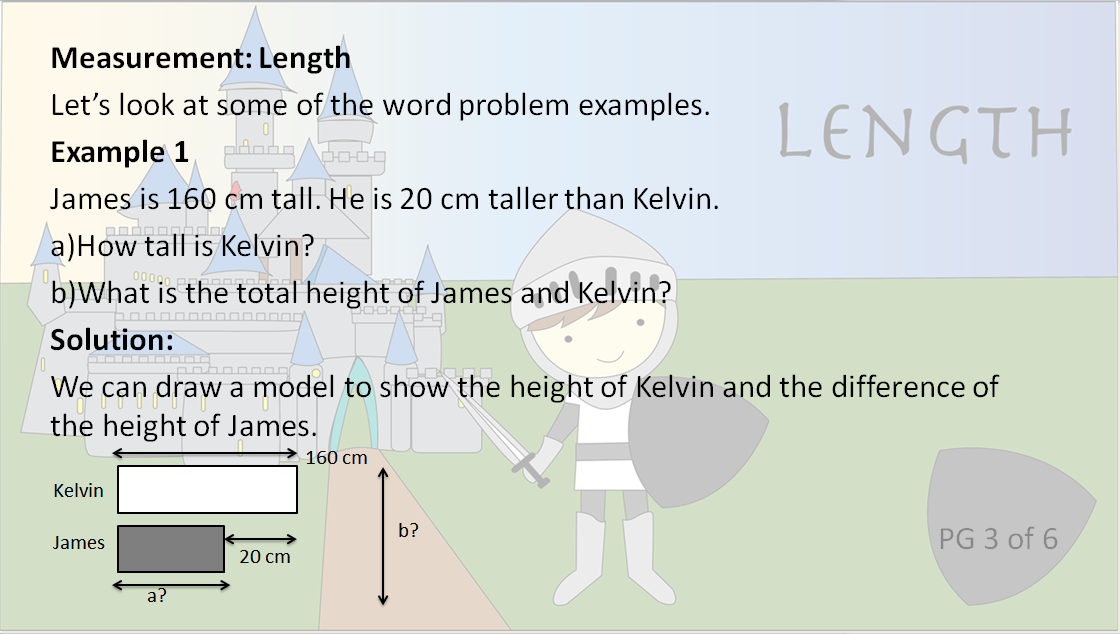 Measurement: Length
Let's look at some of the word problem examples.
LENGTH
Example 1
James is 160 cm tall. He is 20 cm taller than Kelvin.
a)How tall is Kelvin?
b)What is the total height of James and Kelvin?
Solution:
We can draw a model to show the height of Kelvin and the difference of
the height of James.
160 cm
Kelvin
b?
James
20 cm
a?
PG 3 of 6